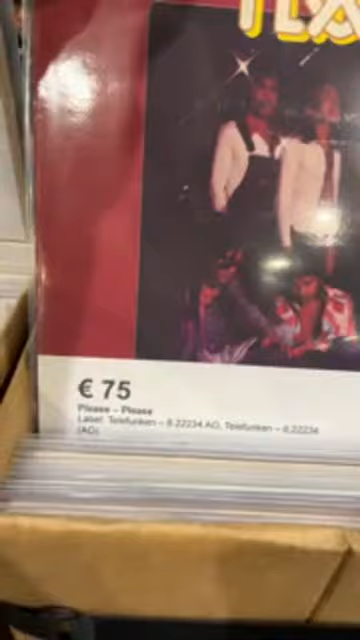 € 75
Please - Please
Label: Telefunken – 6.22234 AO, Telefunken – 6.22234
(AO)